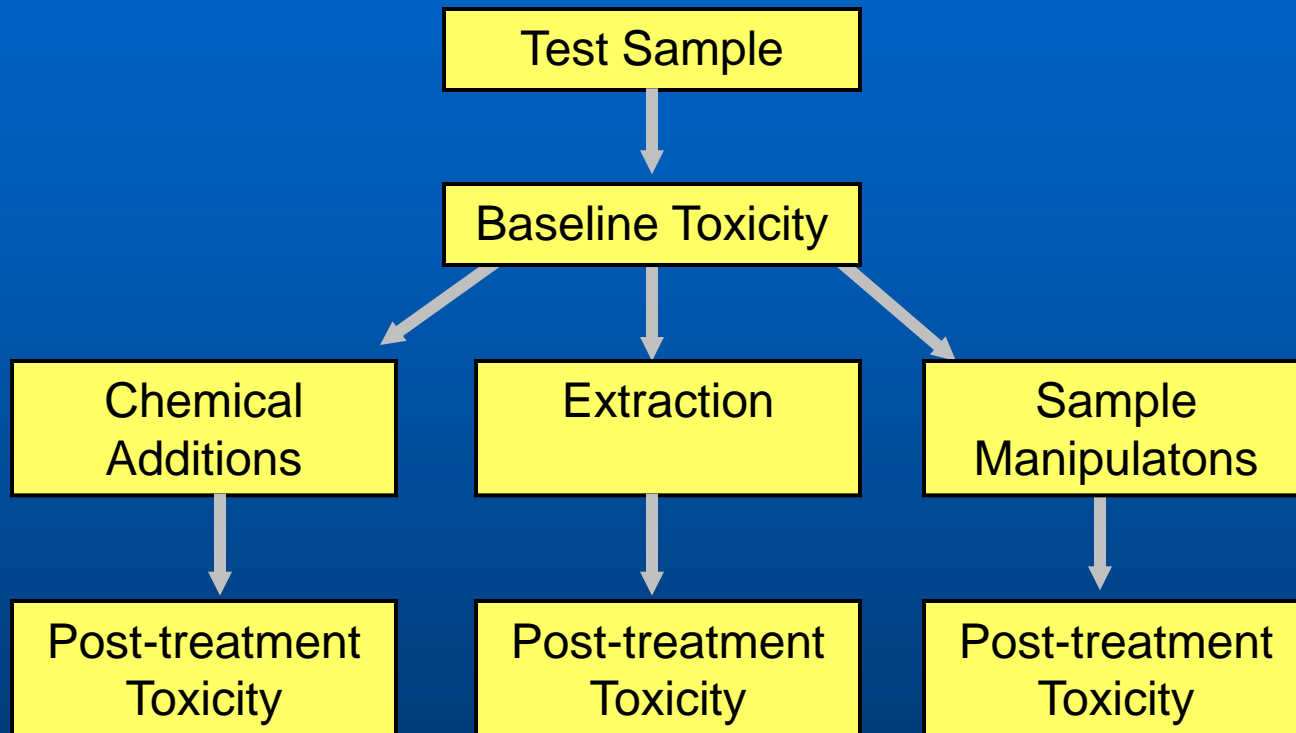 Test Sample
Baseline Toxicity
Chemical
Additions
Extraction
Sample
Manipulatons
Post-treatment
Toxicity
Post-treatment
Toxicity
Post-treatment
Toxicity